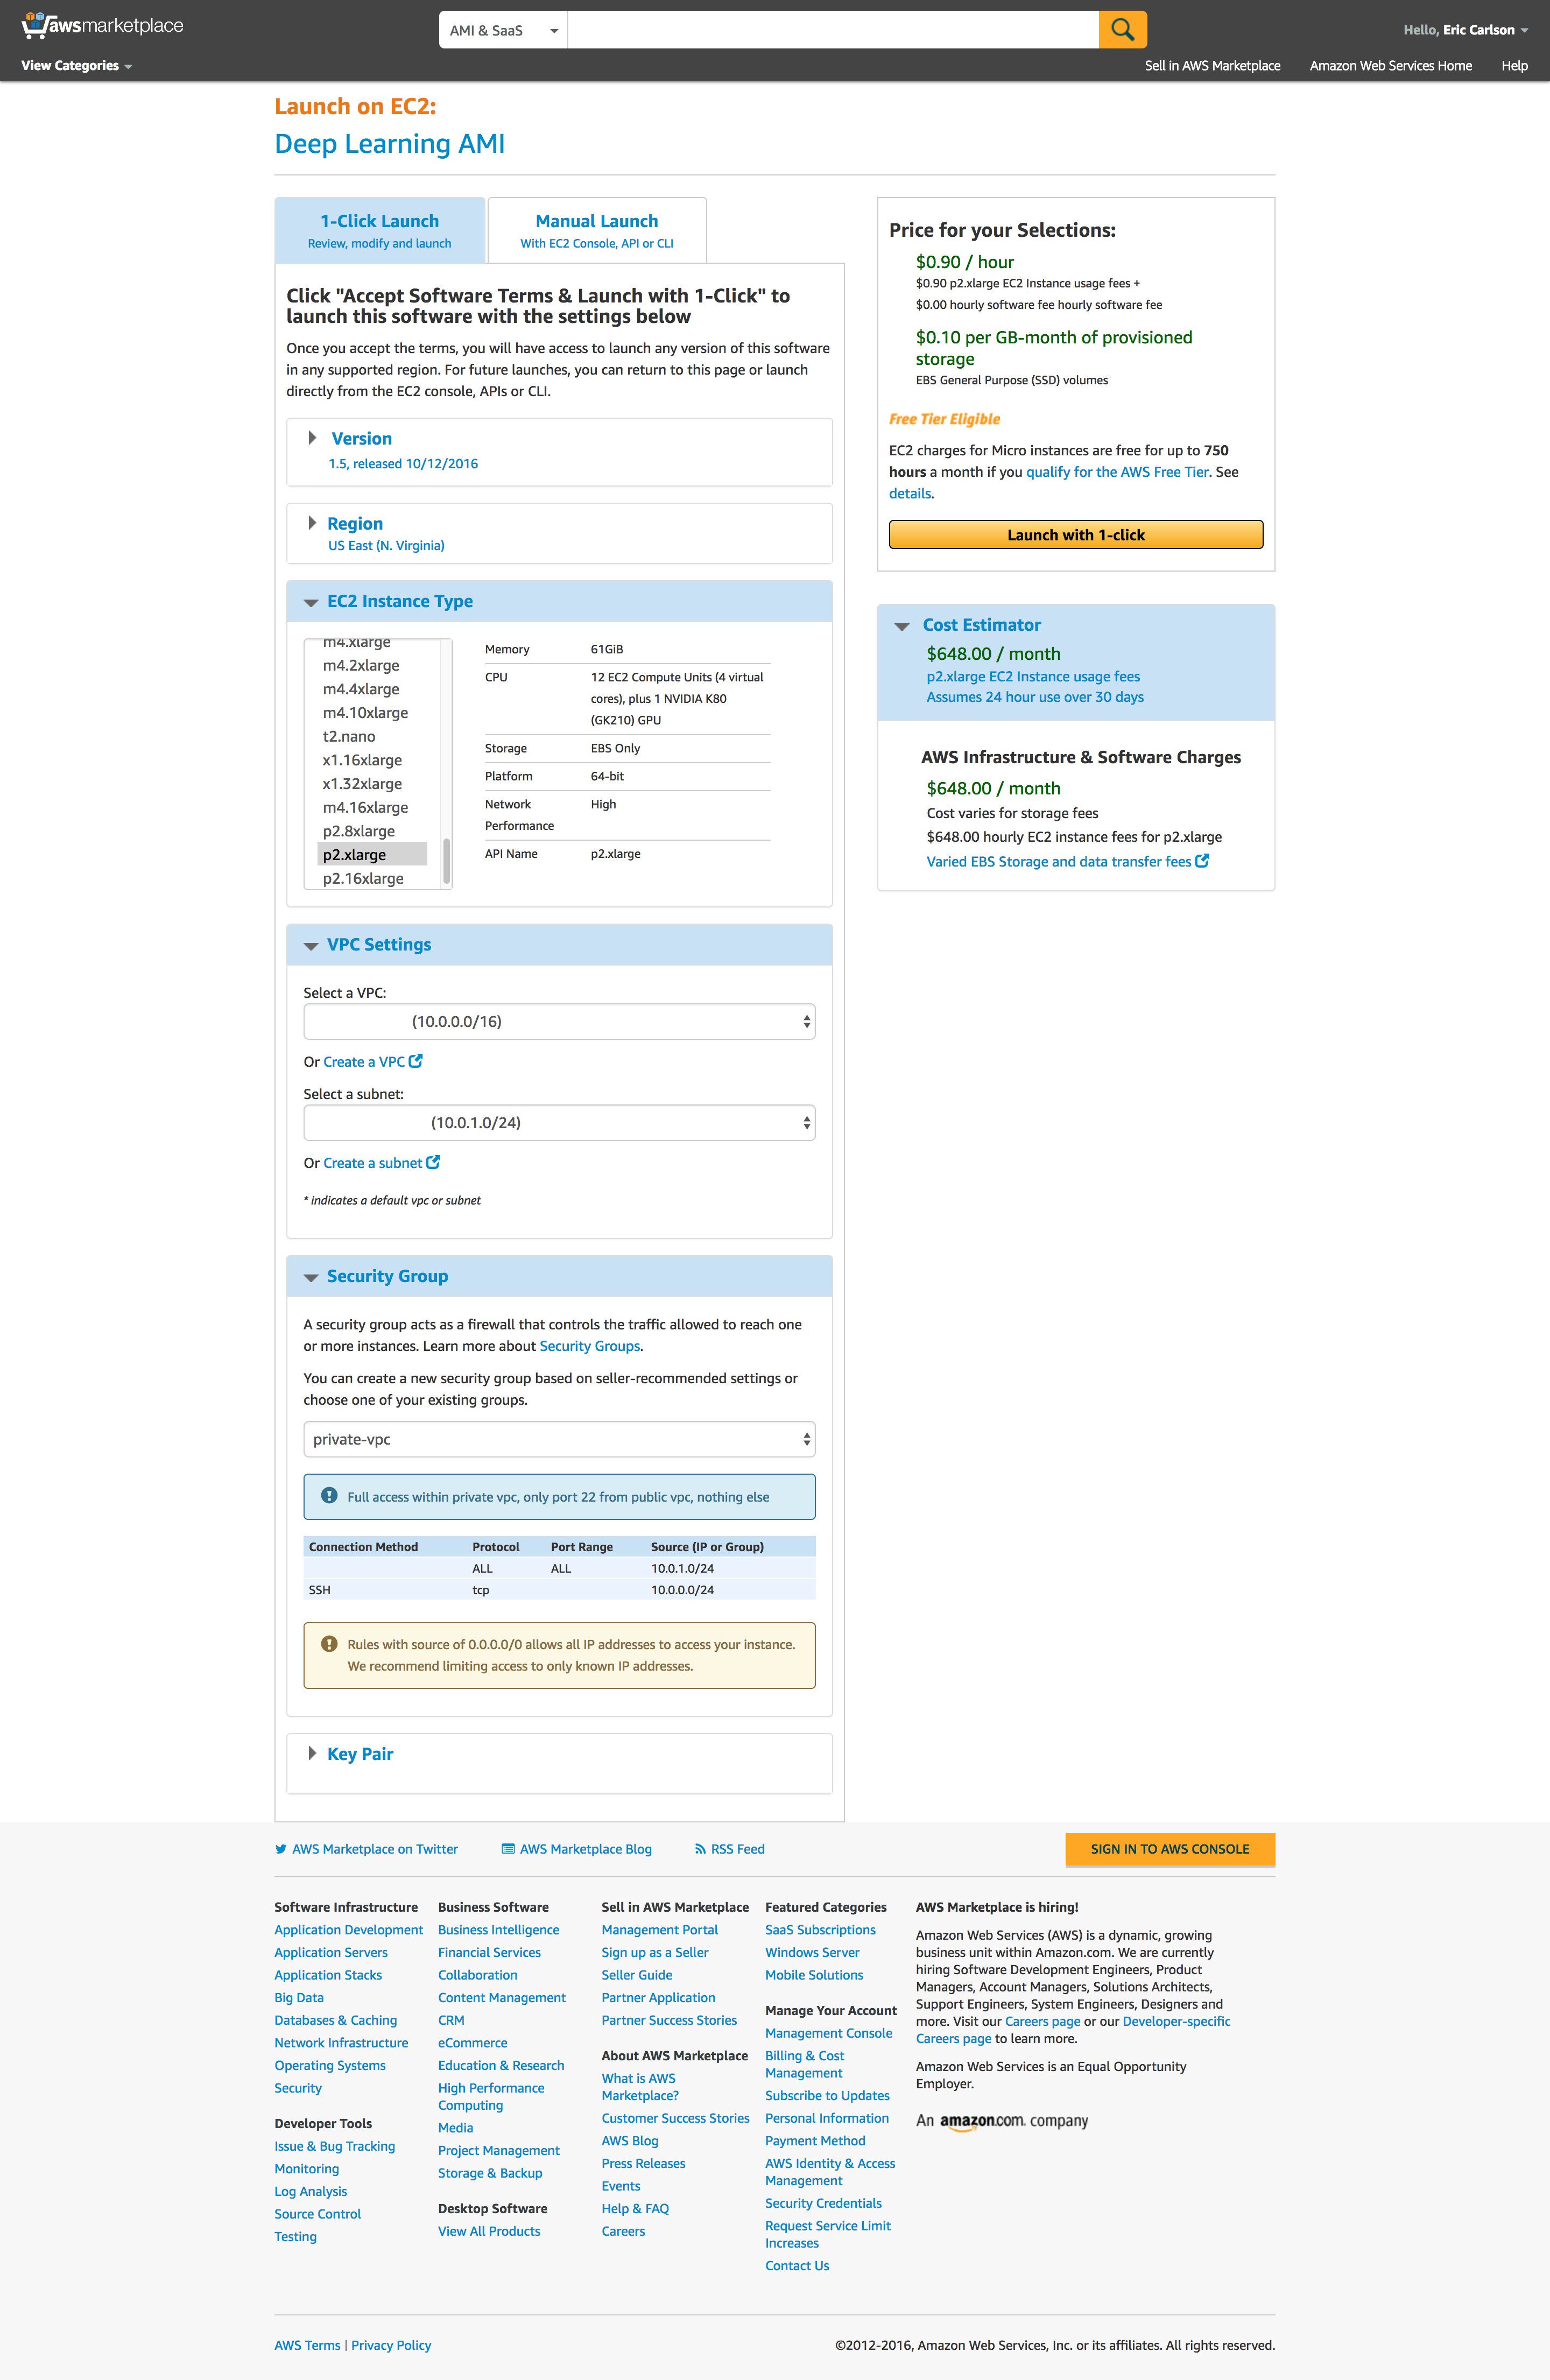 awsmarketplace
AMI & SaaS
Hello, Eric Carlson
View Categories
Sell in AWS Marketplace
Amazon Web Services Home
Help
Launch on EC2:
Deep Learning AMI
1-Click Launch
Review, modify and launch
Manual Launch
With EC2 Console, API or CLI
Click "Accept Software Terms & Launch with 1-Click" to
launch this software with the settings below
Once you accept the terms, you will have access to launch any version of this software
in any supported region. For future launches, you can return to this page or launch
directly from the EC2 console, APIs or CLI.
Version
1.5, released 10/12/2016
Region
US East (N. Virginia)
EC2 Instance Type
m4.xlarge
m4.2xlarge
m4.4xlarge
m4.10xlarge
t2.nano
x1.16xlarge
x1.32xlarge
m4.16xlarge
p2.8xlarge
p2.xlarge
p2.16xlarge
Memory 61GiB
CPU 12 EC2 Compute Units (4 virtual
cores), plus 1 NVIDIA K80
(GK210) GPU
Storage EBS Only
Platform 64-bit
Network High
Performance
API Name p2.xlarge
VPC Settings
Select a VPC:
(10.0.0.0/16)
Or Create a VPC
Select a subnet:
(10.0.1.0/24)
Or Create a subnet
* indicates a default vpc or subnet
Security Group
A security group acts as a firewall that controls the traffic allowed to reach one
or more instances. Learn more about Security Groups.
You can create a new security group based on seller-recommended settings or
choose one of your existing groups.
private-vpc
Full access within private vpc, only port 22 from public vpc, nothing else
Connection Method Protocol Port Range Source (IP or Group)
ALL ALL 10.0.1.0/24
SSH tcp 10.0.0.0/24
Rules with source of 0.0.0.0/0 allows all IP addresses to access your instance.
We recommend limiting access to only known IP addresses.
Key Pair
Price for your Selections:
$0.90 / hour
$0.90 p2.xlarge EC2 Instance usage fees +
$0.00 hourly software fee hourly software fee
$0.10 per GB-month of provisioned
storage
EBS General Purpose (SSD) volumes
Free Tier Eligible
EC2 charges for Micro instances are free for up to 750
hours a month if you qualify for the AWS Free Tier. See
details.
Launch with 1-click
Cost Estimator
$648.00 / month
p2.xlarge EC2 Instance usage fees
Assumes 24 hour use over 30 days
AWS Infrastructure & Software Charges
$648.00 / month
Cost varies for storage fees
$648.00 hourly EC2 instance fees for p2.xlarge
Varied EBS Storage and data transfer fees
AWS Marketplace on Twitter
AWS Marketplace Blog
RSS Feed
SIGN IN TO AWS CONSOLE
Software Infrastructure
Application Development
Application Servers
Application Stacks
Big Data
Databases & Caching
Network Infrastructure
Operating Systems
Security
Developer Tools
Issue & Bug Tracking
Monitoring
Log Analysis
Source Control
Testing
Business Software
Business Intelligence
Financial Services
Collaboration
Content Management
CRM
eCommerce
Education & Research
High Performance
Computing
Media
Project Management
Storage & Backup
Desktop Software
View All Products
Sell in AWS Marketplace
Management Portal
Sign up as a Seller
Seller Guide
Partner Application
Partner Success Stories
About AWS Marketplace
What is AWS
Marketplace?
Customer Success Stories
AWS Blog
Press Releases
Events
Help & FAQ
Careers
Featured Categories
SaaS Subscriptions
Windows Server
Mobile Solutions
Manage Your Account
Management Console
Billing & Cost
Management
Subscribe to Updates
Personal Information
Payment Method
AWS Identity & Access
Management
Security Credentials
Request Service Limit
Increases
Contact Us
AWS Marketplace is hiring!
Amazon Web Services (AWS) is a dynamic, growing
business unit within Amazon.com. We are currently
hiring Software Development Engineers, Product
Managers, Account Managers, Solutions Architects,
Support Engineers, System Engineers, Designers and
more. Visit our Careers page or our Developer-specific
Careers page to learn more.
Amazon Web Services is an Equal Opportunity
Employer.
An amazon.com. company
AWS Terms | Privacy Policy
©2012-2016, Amazon Web Services, Inc. or its affiliates. All rights reserved.